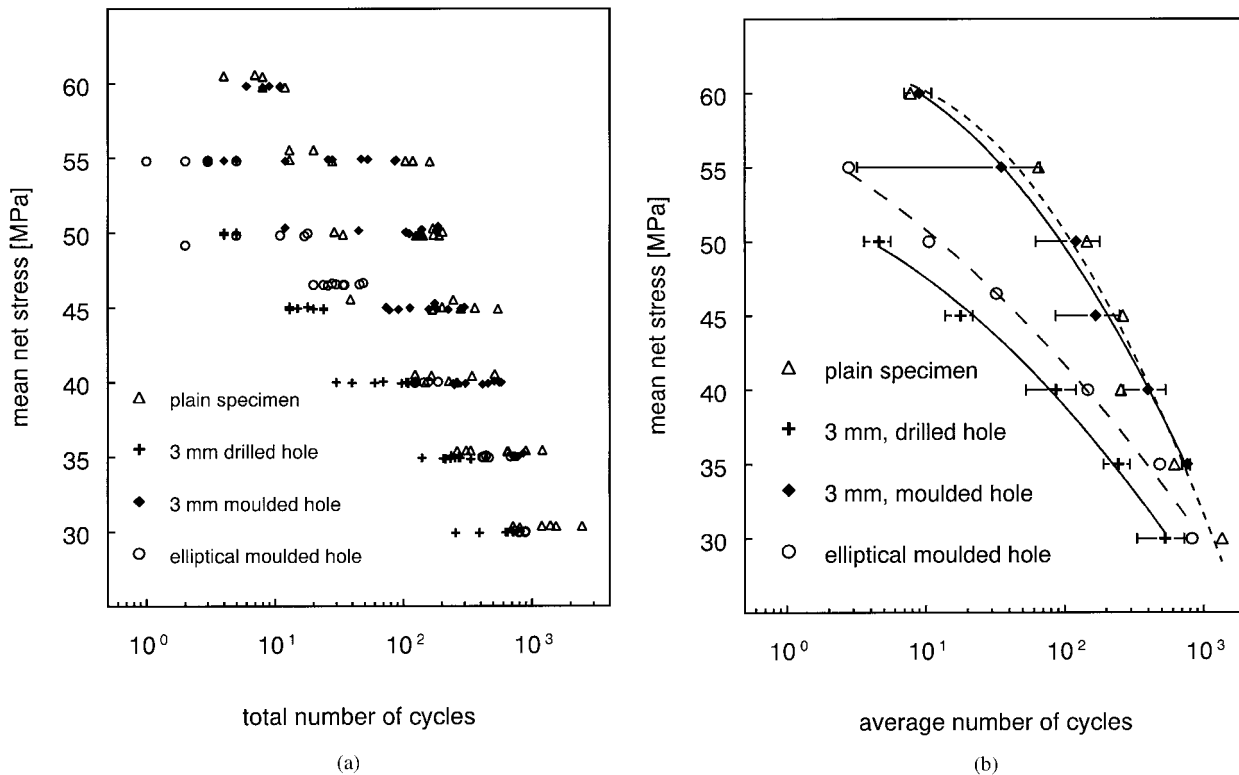 mean net stress [MPa]
60
55
50
45
40
35
30
△ plain specimen
+ 3 mm drilled hole
◆ 3 mm moulded hole
○ elliptical moulded hole
10⁰ 10¹ 10² 10³
total number of cycles
(a)
mean net stress [MPa]
60
55
50
45
40
35
30
△ plain specimen
+ 3 mm, drilled hole
◆ 3 mm, moulded hole
○ elliptical moulded hole
10⁰ 10¹ 10² 10³
average number of cycles
(b)